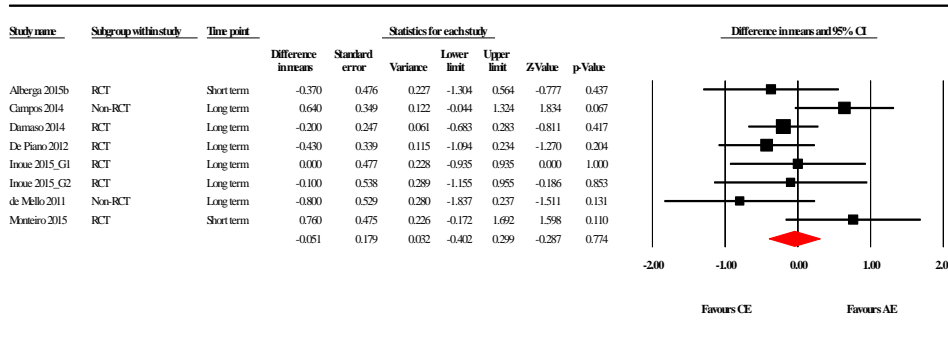 Study name Subgroup within study Time point Statistics for each study Difference in means and 95% CI
Difference in means Standard error Variance Lower limit Upper limit Z-Value p-Value
Alberga 2015b RCT Short term -0.370 0.476 0.227 -1.304 0.564 -0.777 0.437
Campos 2014 Non-RCT Long term 0.640 0.349 0.122 -0.044 1.324 1.834 0.067
Damaso 2014 RCT Long term -0.200 0.247 0.061 -0.683 0.283 -0.811 0.417
De Piano 2012 RCT Long term -0.430 0.339 0.115 -1.094 0.234 -1.270 0.204
Inoue 2015_G1 RCT Long term 0.000 0.477 0.228 -0.935 0.935 0.000 1.000
Inoue 2015_G2 RCT Long term -0.100 0.538 0.289 -1.155 0.955 -0.186 0.853
de Mello 2011 Non-RCT Long term -0.800 0.529 0.280 -1.837 0.237 -1.511 0.131
Monteiro 2015 RCT Short term 0.760 0.475 0.226 -0.172 1.692 1.598 0.110
-0.051 0.179 0.032 -0.402 0.299 -0.287 0.774
-2.00 -1.00 0.00 1.00 2.0
Favours CE Favours AE